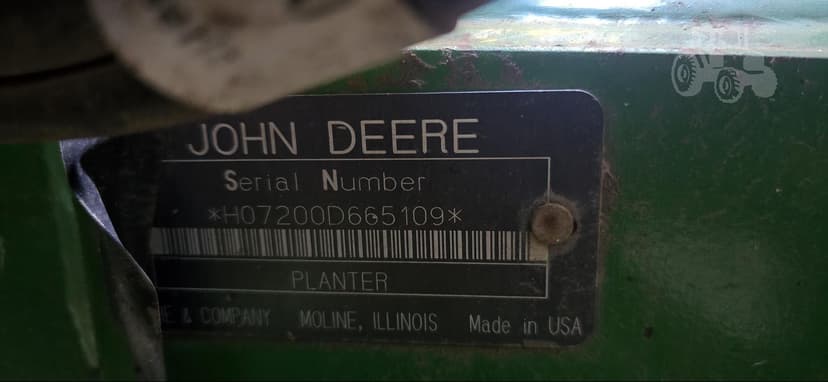 JOHN DEERE
Serial Number
*H07200D665109*
PLANTER
& COMPANY MOLINE, ILLINOIS Made in USA